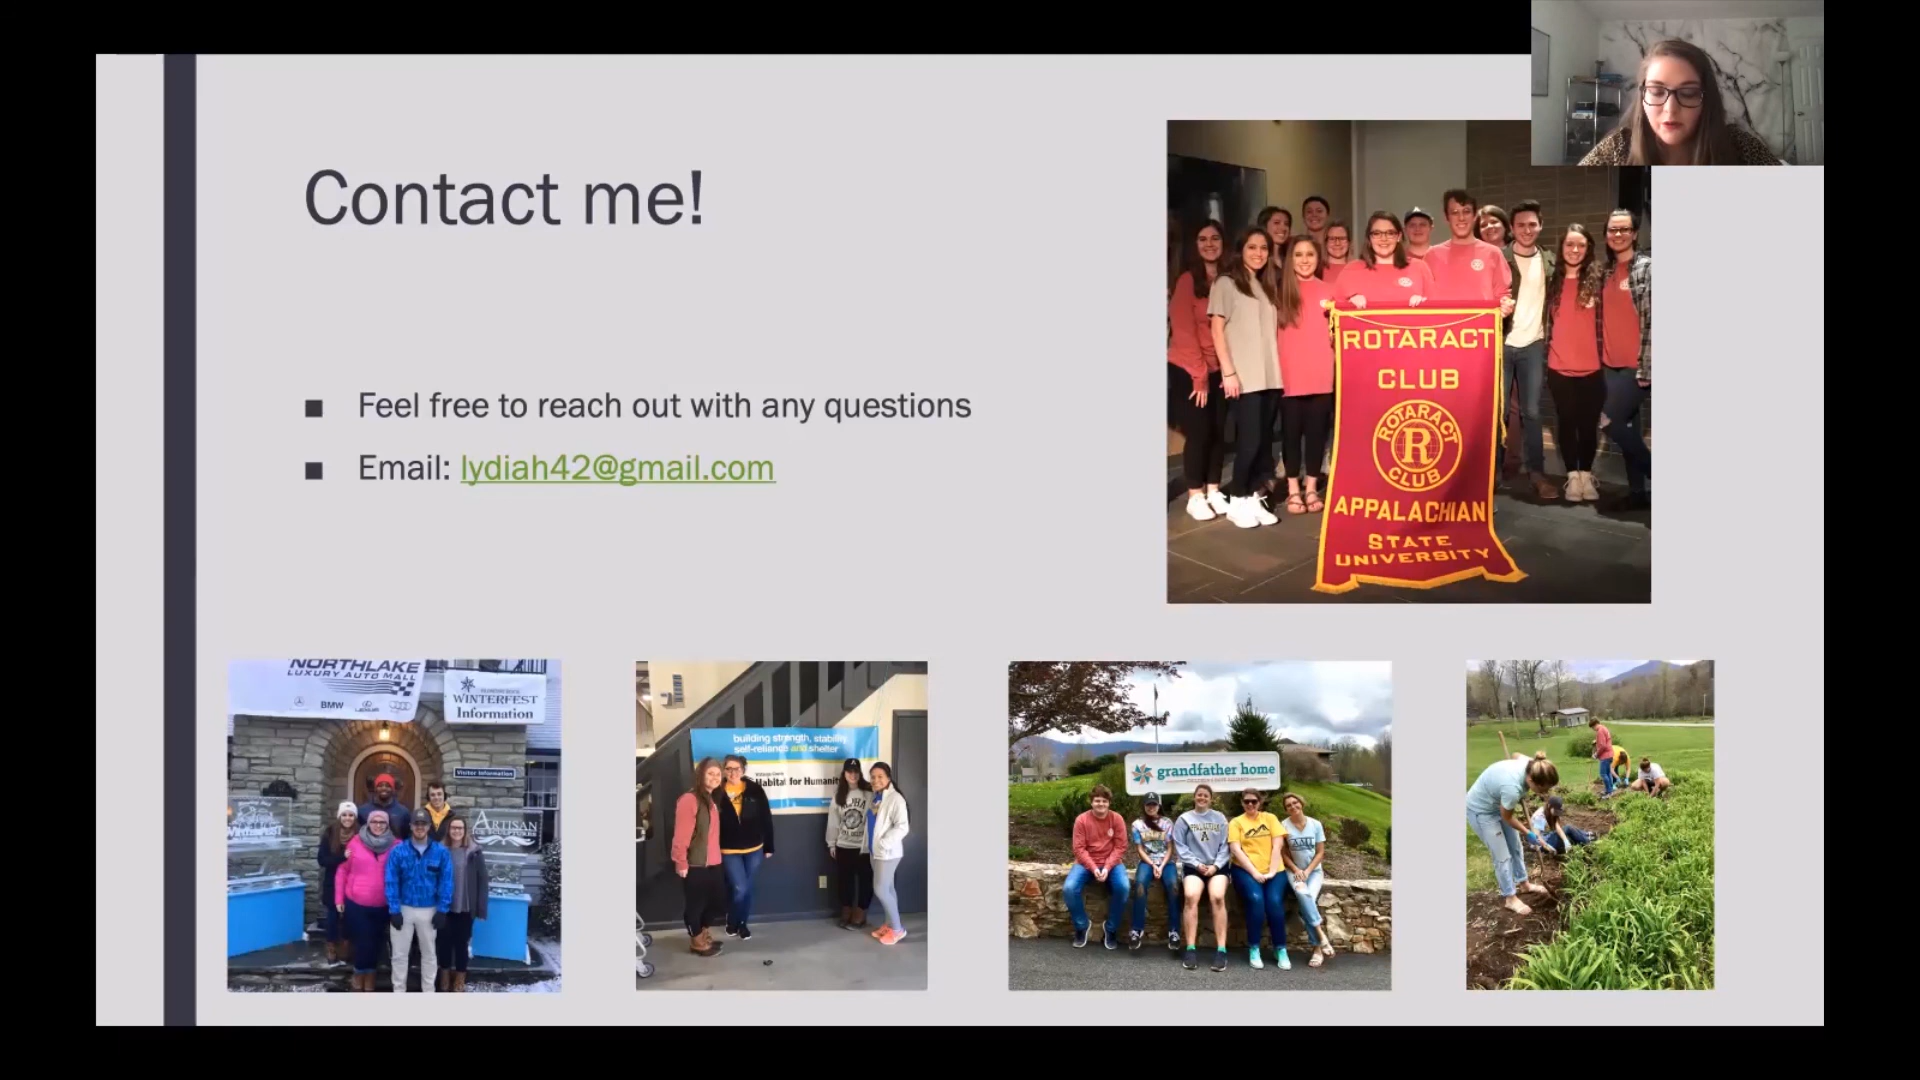 Contact me!
■ Feel free to reach out with any questions
■ Email: lydiah42@gmail.com
ROTARACT
CLUB
ROTARACT
R
CLUB
APPALACHIAN
STATE
UNIVERSITY
NORTHLAKE
LUXURY AUTO MALL
BMW
WINTERFEST
Information
Visitor Information
WINTERFEST
ARTISAN
ICE SCULPTURES
building strength, stability,
self-reliance and shelter
Habitat for Humanity
grandfather home